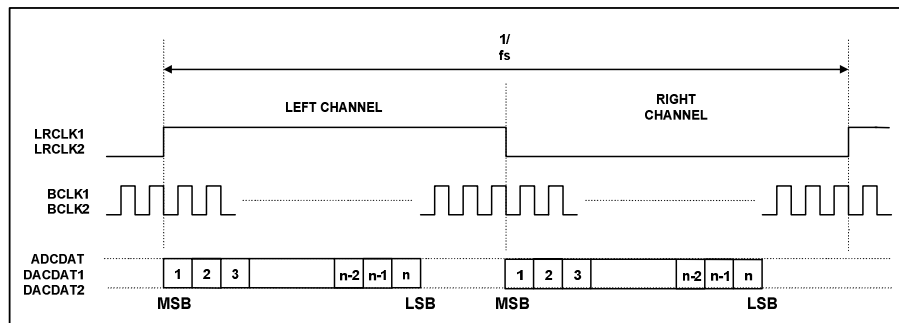 1/
fs
LEFT CHANNEL
RIGHT
CHANNEL
LRCLK1
LRCLK2
BCLK1
BCLK2
ADCDAT
DACDAT1
DACDAT2
1 2 3 n-2 n-1 n 1 2 3 n-2 n-1 n
MSB LSB MSB LSB